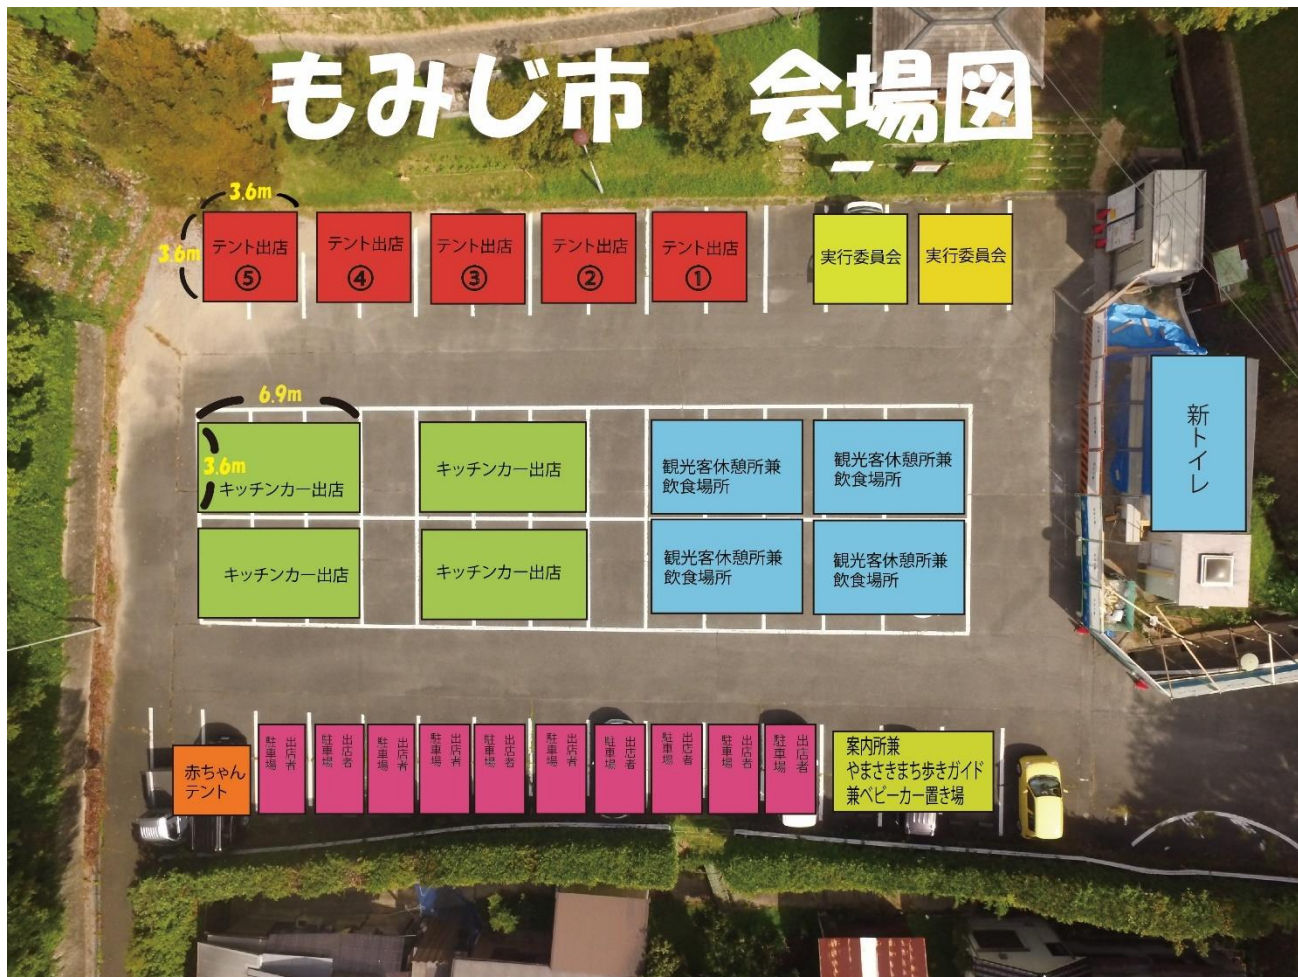 もみじ市　会場図
3.6m
3.6m
テント出店
⑤
テント出店
④
テント出店
③
テント出店
②
テント出店
①
実行委員会
実行委員会
6.9m
3.6m
キッチンカー出店
キッチンカー出店
観光客休憩所兼
飲食場所
観光客休憩所兼
飲食場所
新トイレ
キッチンカー出店
キッチンカー出店
観光客休憩所兼
飲食場所
観光客休憩所兼
飲食場所
赤ちゃん
テント
出店者
駐車場
出店者
駐車場
出店者
駐車場
出店者
駐車場
出店者
駐車場
出店者
駐車場
出店者
駐車場
出店者
駐車場
出店者
駐車場
出店者
駐車場
案内所兼
やまさきまち歩きガイド
兼ベビーカー置き場